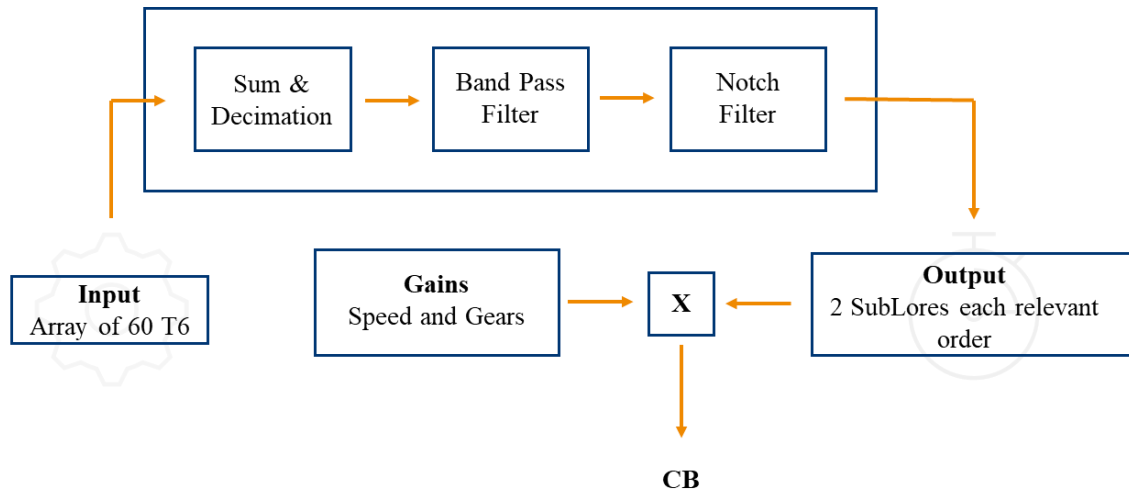 Sum &
Decimation
Band Pass
Filter
Notch
Filter
Input
Array of 60 T6
Gains
Speed and Gears
X
Output
2 SubLores each relevant
order
CB